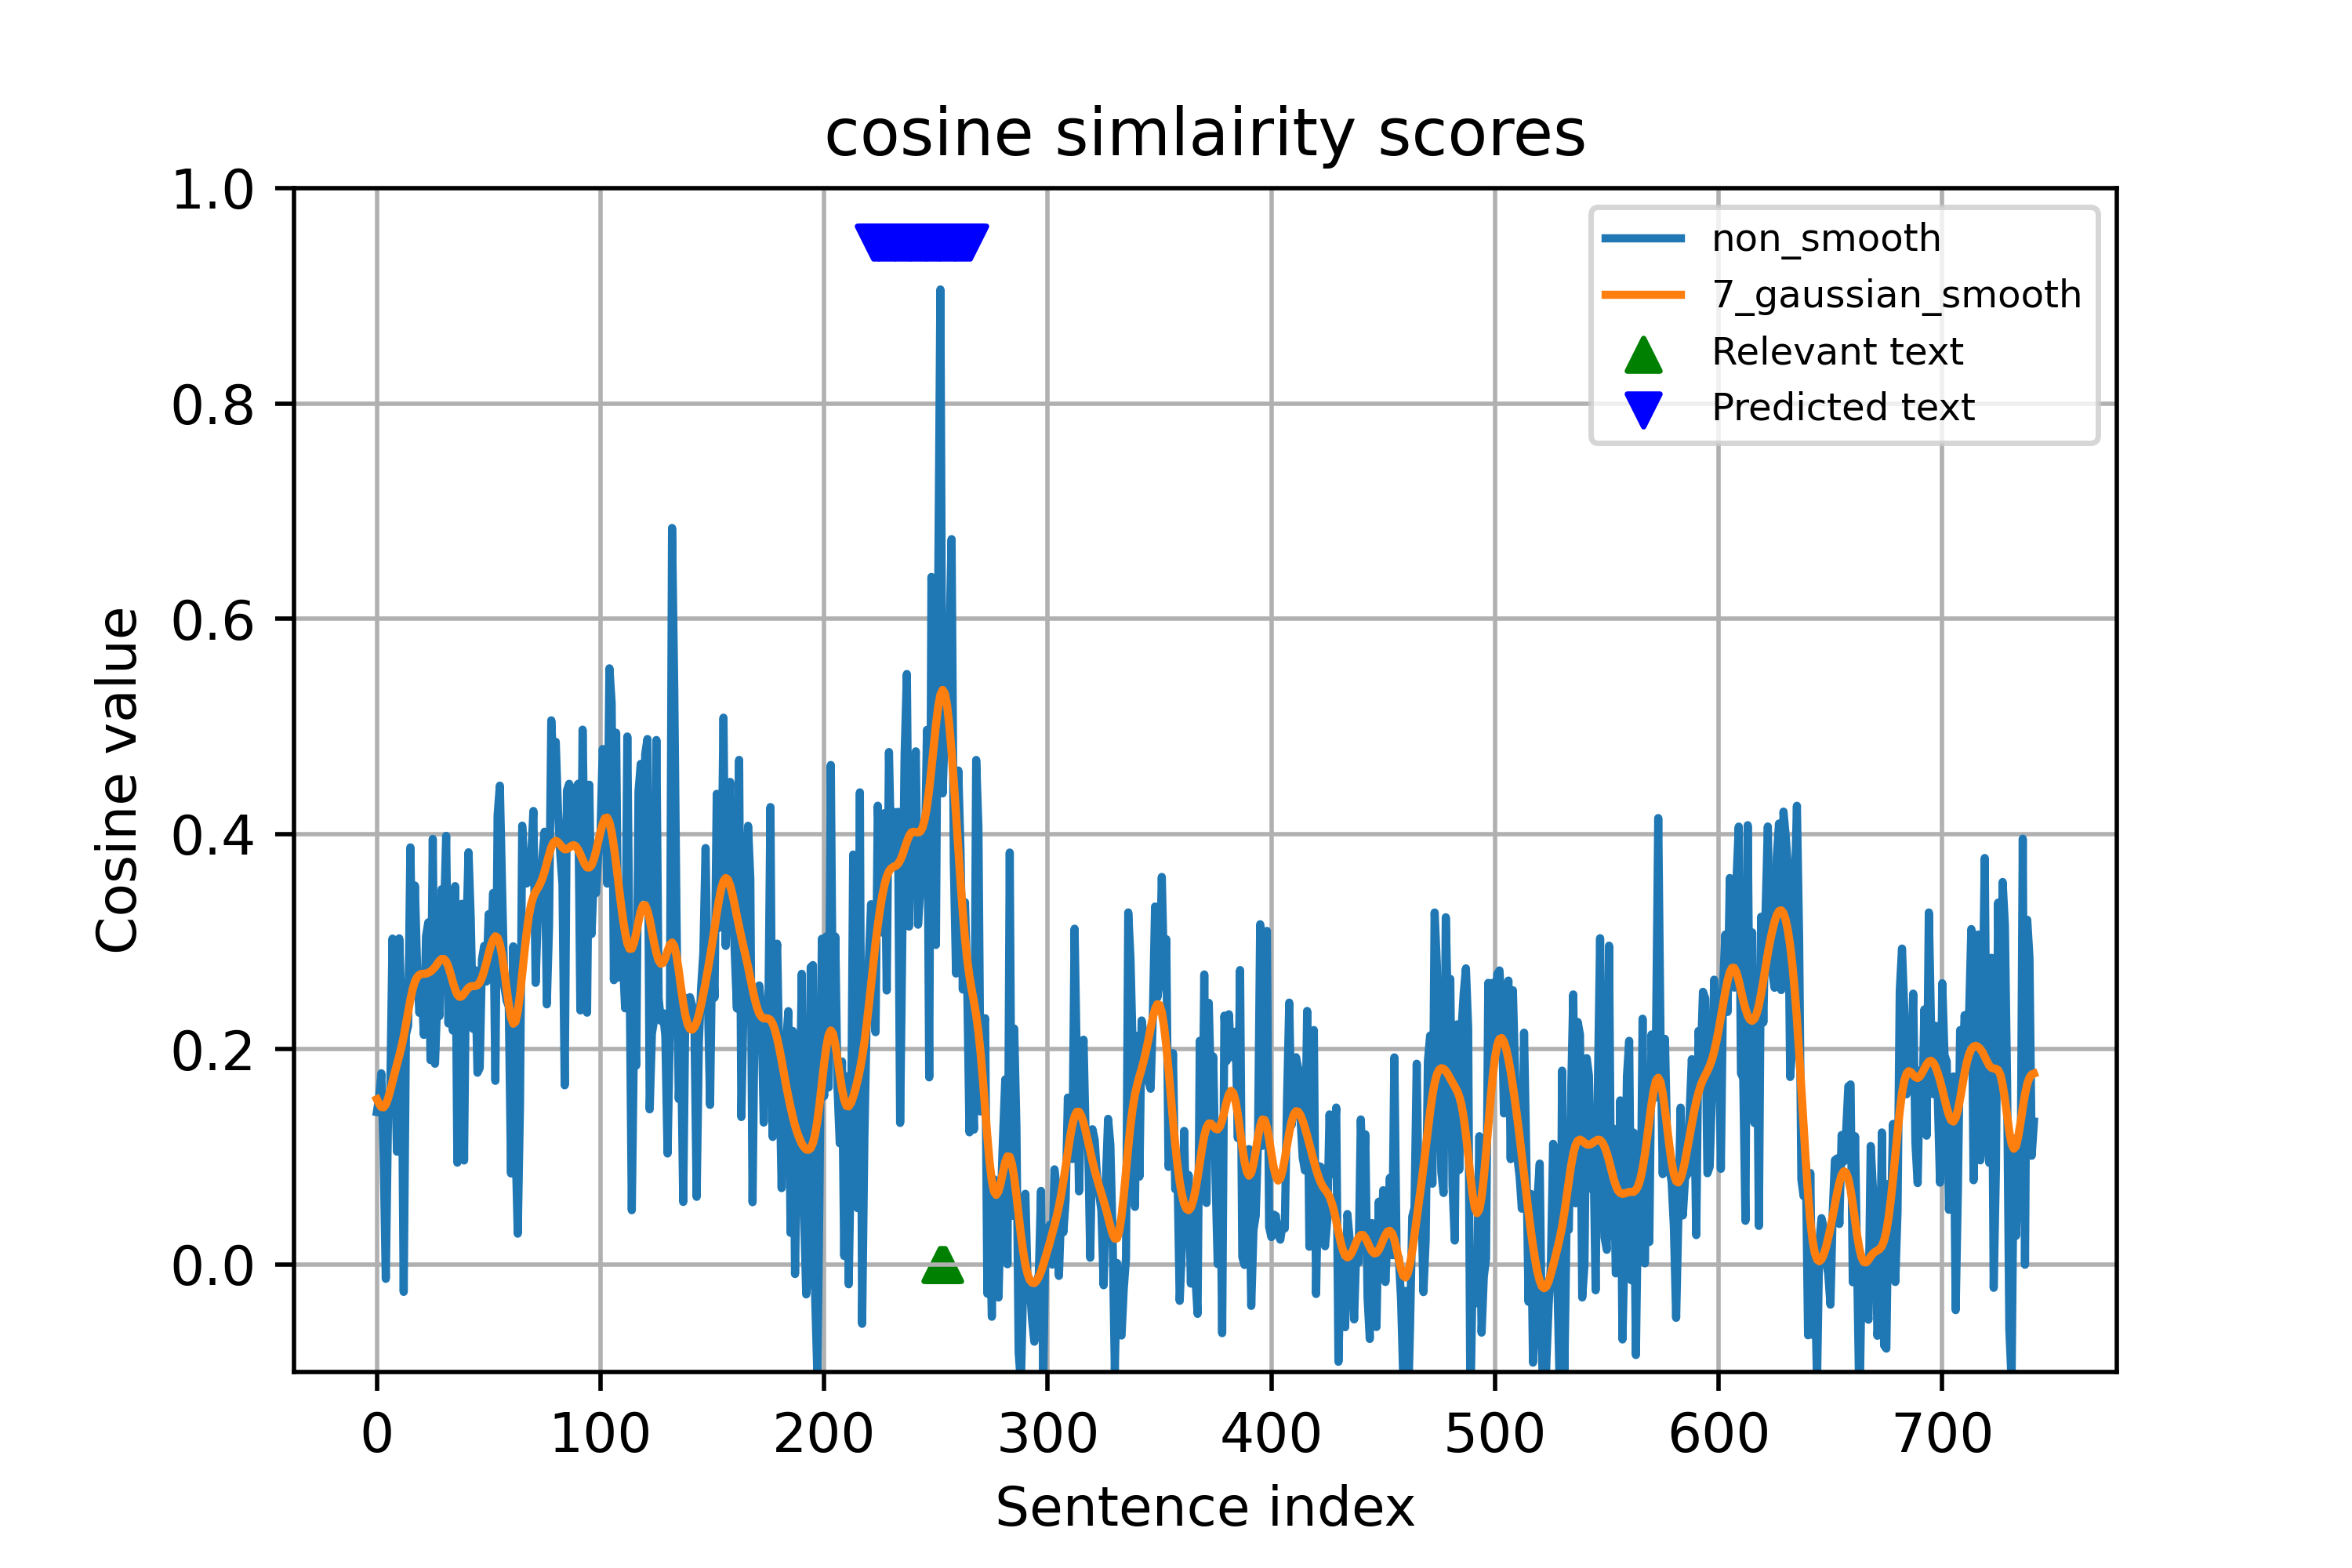 cosine simlairity scores
1.0
0.8
0.6
0.4
0.2
0.0
Cosine value
non_smooth
7_gaussian_smooth
Relevant text
Predicted text
0 100 200 300 400 500 600 700
Sentence index